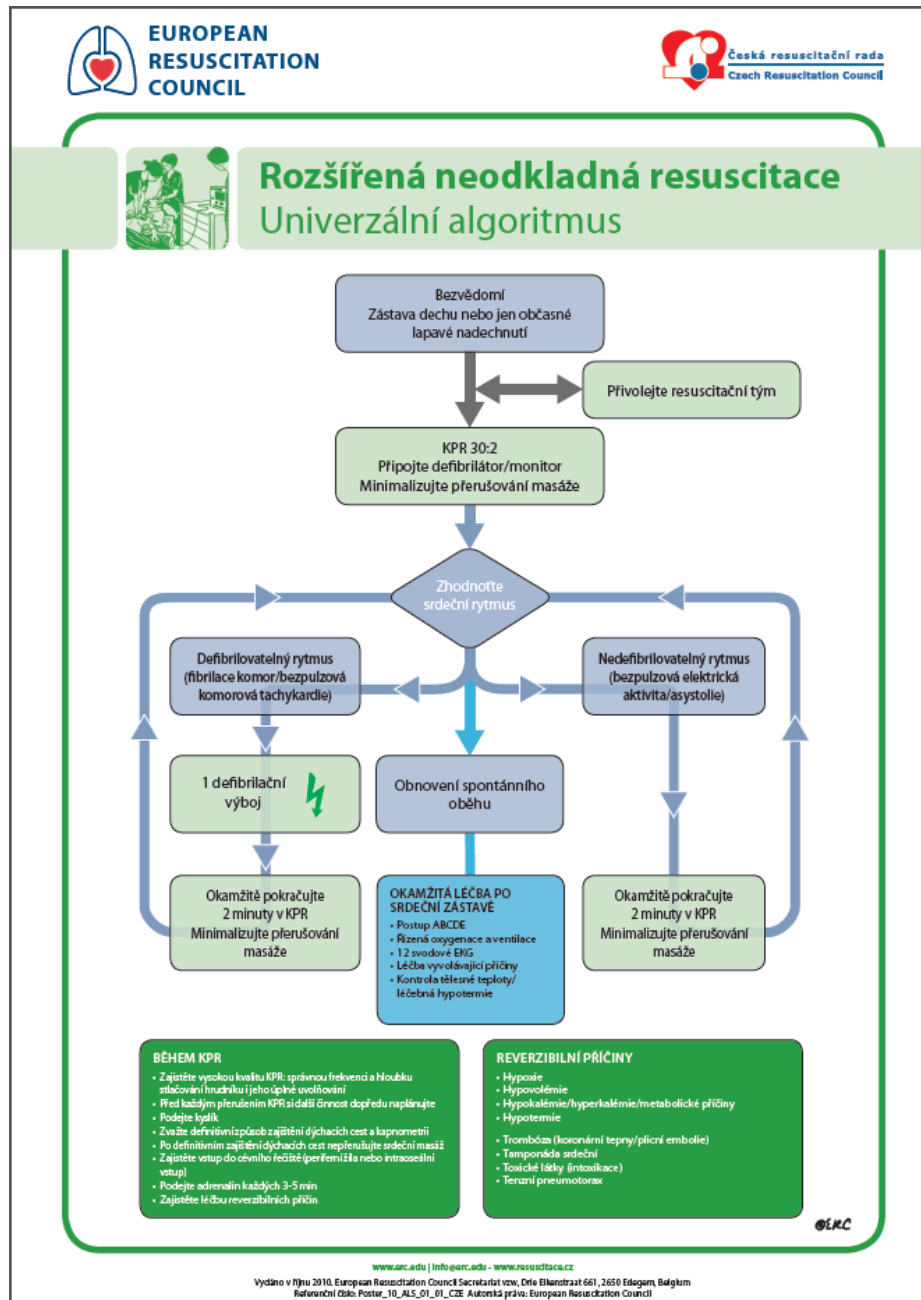 EUROPEAN
RESUSCITATION
COUNCIL
Česká resuscitační rada
Czech Resuscitation Council
Rozšířená neodkladná resuscitace
Univerzální algoritmus
Bezvědomí
Zástava dechu nebo jen občasné
lapavé nadechnutí
Přivolejte resuscitační tým
KPR 30:2
Připojte defibrilátor/monitor
Minimalizujte přerušování masáže
Zhodnoťte
srdeční rytmus
Defibrilovatelný rytmus
(fibrilace komor/bezpulzová
komorová tachykardie)
Nedefibrilovatelný rytmus
(bezpulzová elektrická
aktivita/asystolie)
1 defibrilační
výboj
Obnovení spontánního
oběhu
Okamžitě pokračujte
2 minuty v KPR
Minimalizujte přerušování
masáže
OKAMŽITÁ LÉČBA PO
SRDEČNÍ ZÁSTAVĚ
• Postup ABCDE
• Řízená oxygenace a ventilace
• 12 svodové EKG
• Léčba vyvolávající příčiny
• Kontrola tělesné teploty/
léčebná hypotermie
Okamžitě pokračujte
2 minuty v KPR
Minimalizujte přerušování
masáže
BĚHEM KPR
• Zajistěte vysokou kvalitu KPR: správnou frekvenci a hloubku
stlačování hrudníku i jeho úplné uvolňování
• Před každým přerušením KPR si další činnost dopředu naplánujte
• Podejte kyslík
• Zvažte definitivní způsob zajištění dýchacích cest a kapnometrii
• Po definitivním zajištění dýchacích cest nepřerušujte srdeční masáž
• Zajistěte vstup do cévního řečiště (periferní žíla nebo intraoseální
vstup)
• Podejte adrenalin každých 3-5 min
• Zajistěte léčbu reverzibilních příčin
REVERZIBILNÍ PŘÍČINY
• Hypoxie
• Hypovolémie
• Hypokalémie/hyperkalémie/metabolické příčiny
• Hypotermie
• Trombóza (koronární tepny/plicní embolie)
• Tamponáda srdeční
• Toxické látky (intoxikace)
• Tenzní pneumotorax
@ERC
www.erc.edu | info@erc.edu - www.resuscitace.cz
Vydáno v říjnu 2010. European Resuscitation Council Secretariat vzw, Drie Eikenstraat 661, 2650 Edegem, Belgium
Referenční číslo: Poster_10_ALS_01_01_CZE Autorská práva: European Resuscitation Council